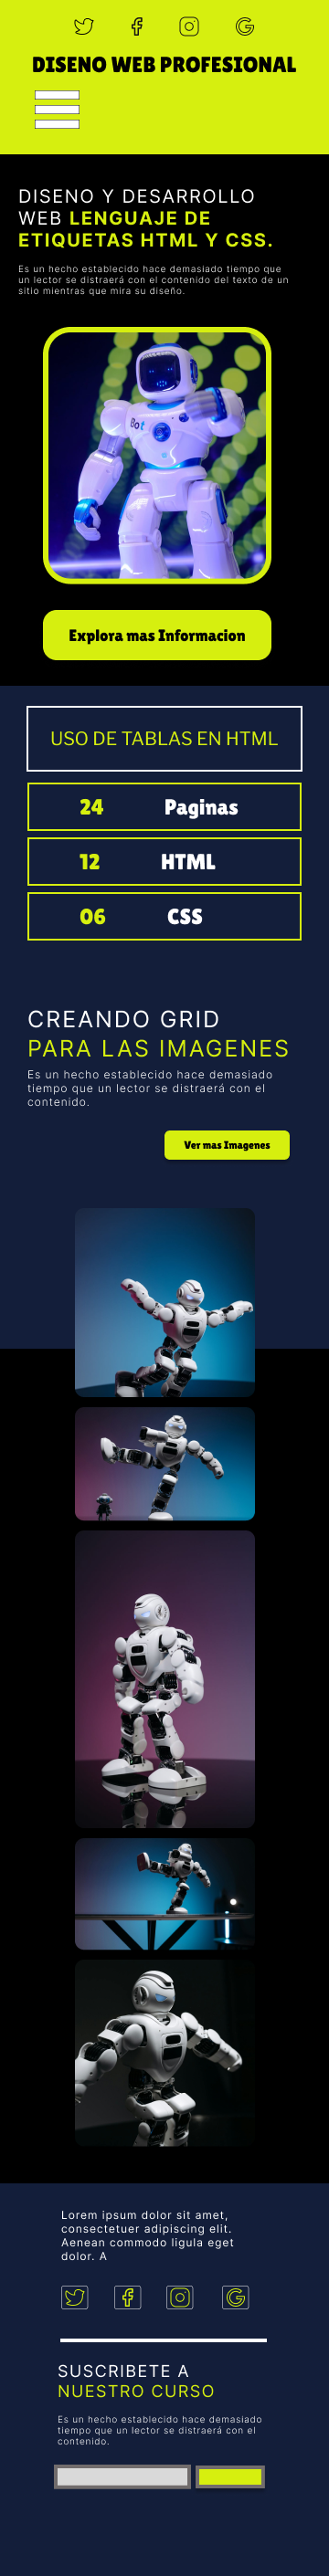 DISENO WEB PROFESIONAL
DISENO Y DESARROLLO
WEB LENGUAJE DE
ETIQUETAS HTML Y CSS.
Es un hecho establecido hace demasiado tiempo que
un lector se distraerá con el contenido del texto de un
sitio mientras que mira su diseño.
Bot
Explora mas Informacion
USO DE TABLAS EN HTML
24 Paginas
12 HTML
06 CSS
CREANDO GRID
PARA LAS IMAGENES
Es un hecho establecido hace demasiado
tiempo que un lector se distraerá con el
contenido.
Ver mas Imagenes
Lorem ipsum dolor sit amet,
consectetuer adipiscing elit.
Aenean commodo ligula eget
dolor. A
SUSCRIBETE A
NUESTRO CURSO
Es un hecho establecido hace demasiado
tiempo que un lector se distraerá con el
contenido.